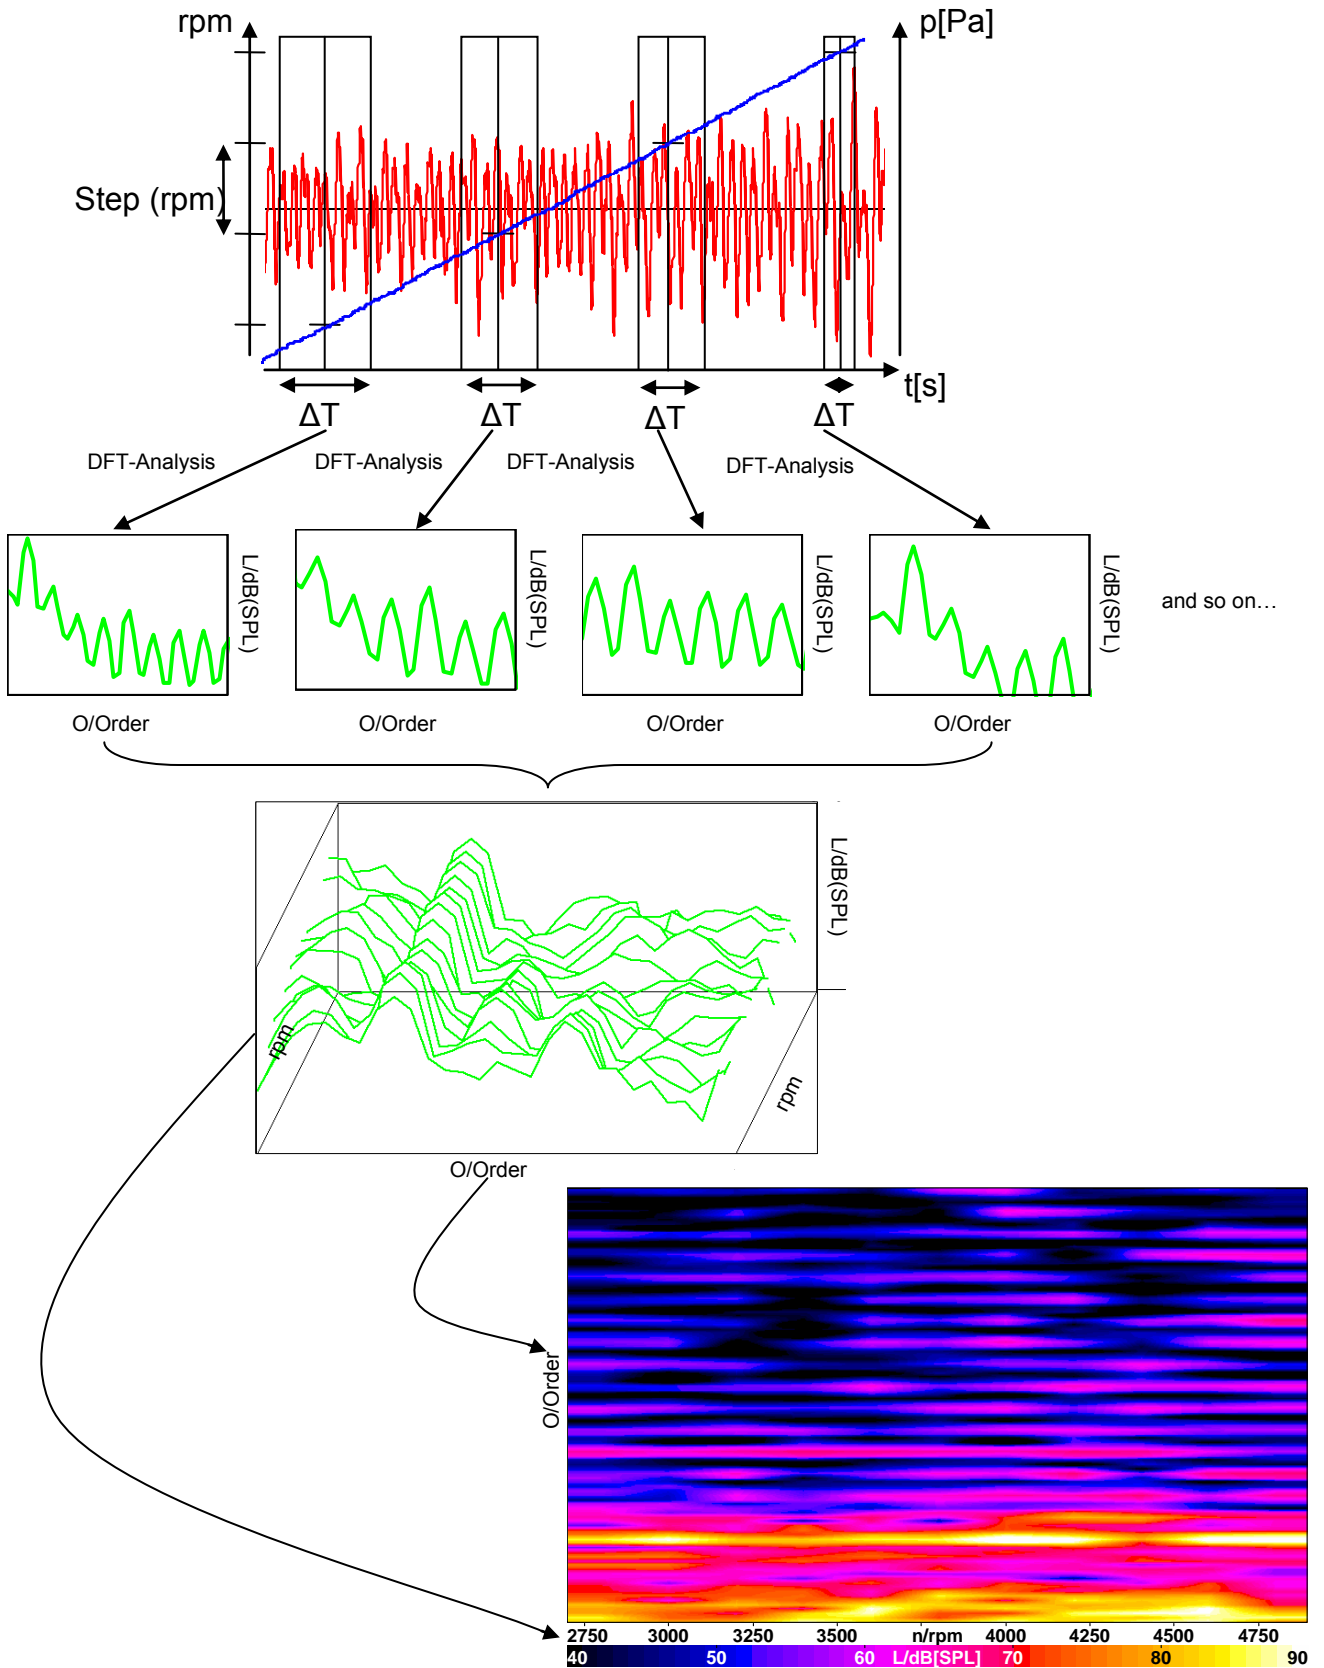 rpm
p[Pa]
Step (rpm)
t[s]
ΔT
ΔT
ΔT
ΔT
DFT-Analysis
DFT-Analysis
DFT-Analysis
DFT-Analysis
L/dB(SPL)
L/dB(SPL)
L/dB(SPL)
L/dB(SPL)
and so on…
O/Order
O/Order
O/Order
O/Order
L/dB(SPL)
rpm
rpm
O/Order
O/Order
2750 3000 3250 3500 n/rpm 4000 4250 4500 4750
40 50 60 L/dB[SPL] 70 80 90